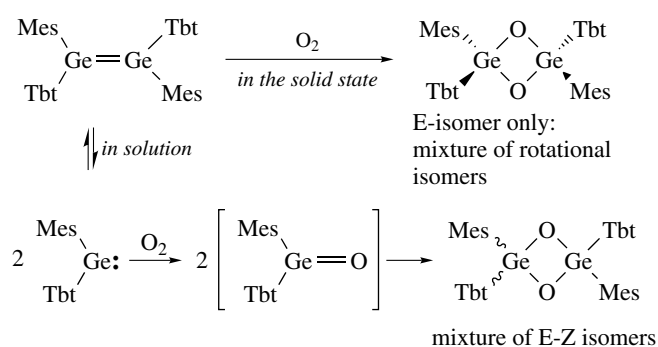 Mes Tbt Ge=Ge Tbt Mes
O2
in the solid state
Mes O Tbt Ge Ge Tbt O Mes
E-isomer only:
mixture of rotational
isomers
in solution
2 Mes Ge: Tbt
O2
2 [ Mes Ge=O Tbt ]
Mes O Tbt Ge Ge Tbt O Mes
mixture of E-Z isomers